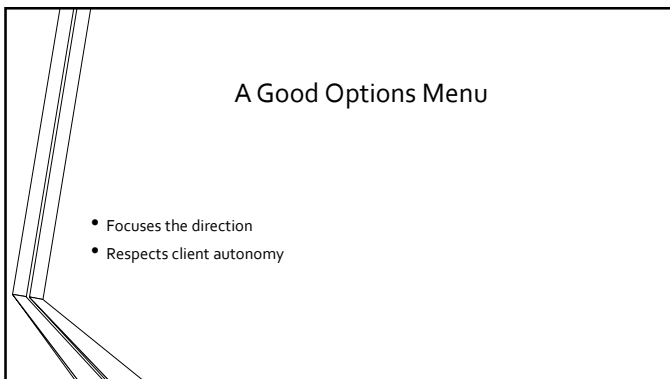 A Good Options Menu
• Focuses the direction
• Respects client autonomy